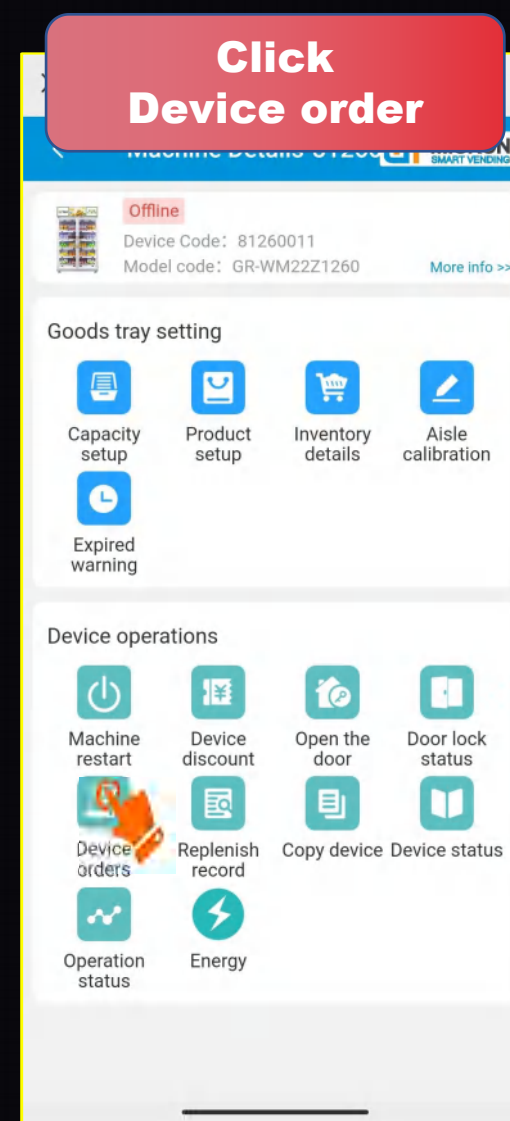 Click
Device order
Machine Details
SMART VENDING
Offline
Device Code: 81260011
Model code: GR-WM22Z1260
More info >>
Goods tray setting
Capacity setup
Product setup
Inventory details
Aisle calibration
Expired warning
Device operations
Machine restart
Device discount
Open the door
Door lock status
Device orders
Replenish record
Copy device
Device status
Operation status
Energy